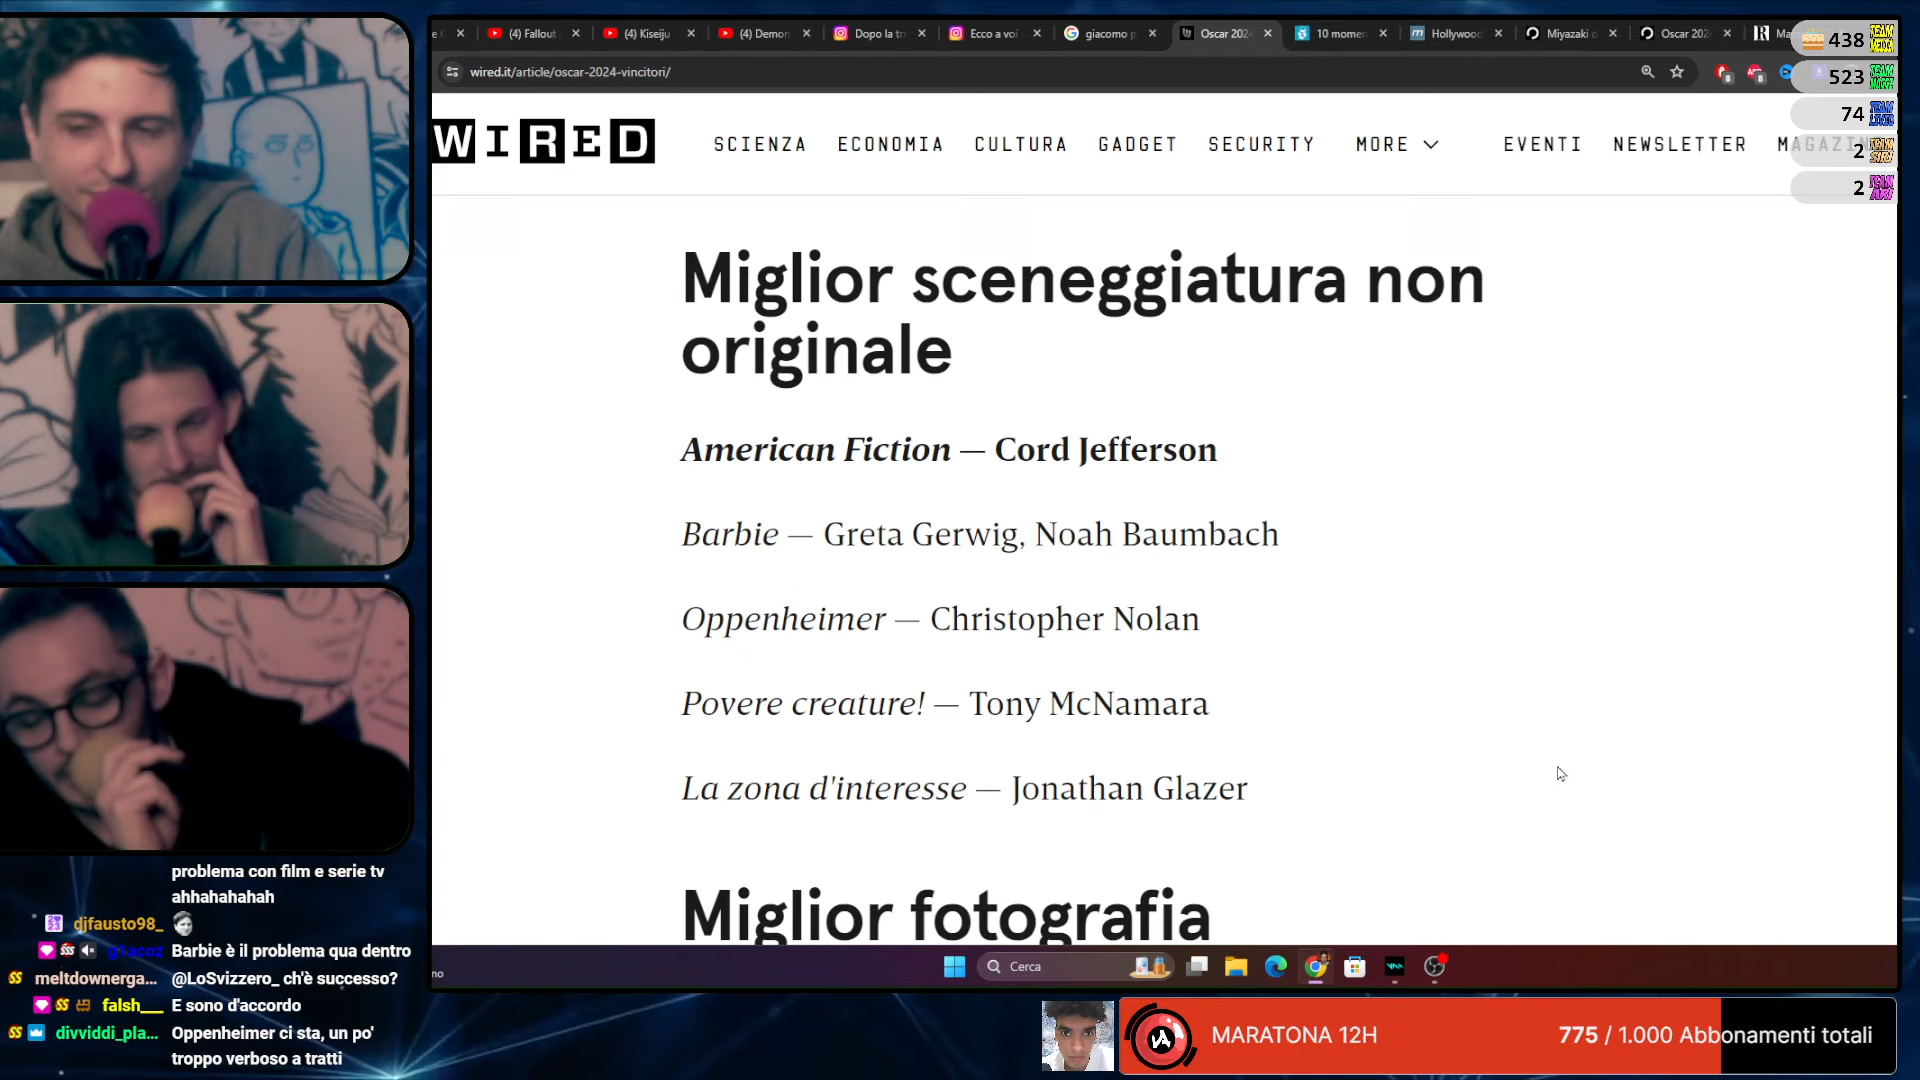 (4) Fallout
(4) Kiseiju
(4) Demon
Dopo la tri
Ecco a voi
giacomo p
Oscar 202
10 momen
Hollywood
Miyazaki d
Oscar 202
wired.it/article/oscar-2024-vincitori/
438
523
74
2
2
WIRED
SCIENZA
ECONOMIA
CULTURA
GADGET
SECURITY
MORE
EVENTI
NEWSLETTER
Miglior sceneggiatura non
originale
American Fiction — Cord Jefferson
Barbie — Greta Gerwig, Noah Baumbach
Oppenheimer — Christopher Nolan
Povere creature! — Tony McNamara
La zona d'interesse — Jonathan Glazer
Miglior fotografia
no
Cerca
problema con film e serie tv
ahhahahahah
djfausto98_
Barbie è il problema qua dentro
meltdownerga... @LoSvizzero_ ch'è successo?
falsh___ E sono d'accordo
divviddi_pla... Oppenheimer ci sta, un po'
troppo verboso a tratti
MARATONA 12H
775 / 1.000 Abbonamenti totali